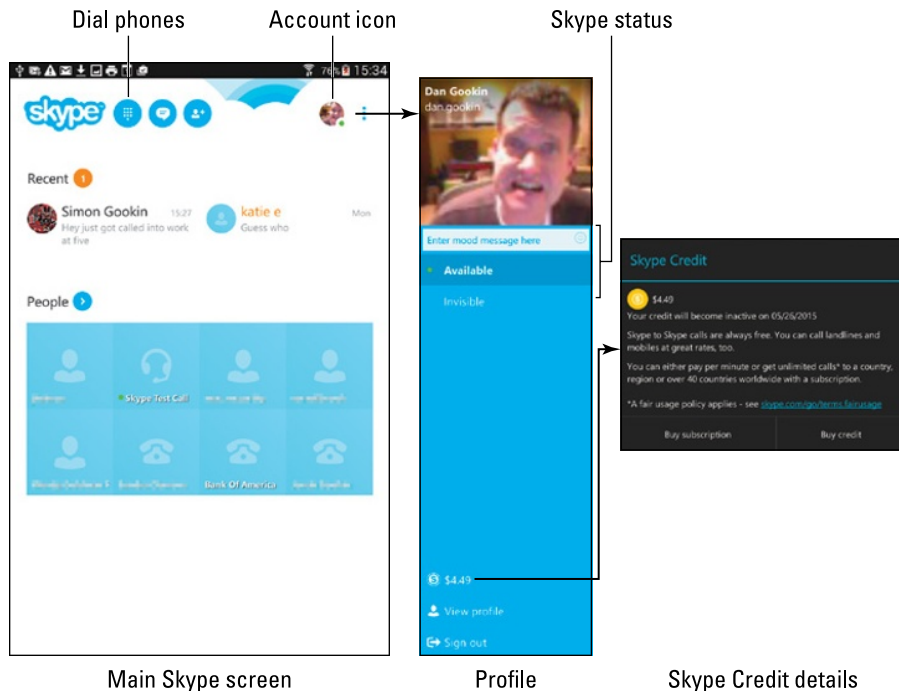 Dial phones
Account icon
Skype status
76% 15:34
skype
Recent 1
Simon Gookin 15:27
Hey just got called into work
at five
katie e Mon
Guess who
People
Skype Test Call
Bank Of America
Dan Gookin
dan.gookin
Enter mood message here
Available
Invisible
$4.49
View profile
Sign out
Skype Credit
$4.49
Your credit will become inactive on 05/26/2015
Skype to Skype calls are always free. You can call landlines and
mobiles at great rates, too.
You can either pay per minute or get unlimited calls* to a country,
region or over 40 countries worldwide with a subscription.
*A fair usage policy applies - see skype.com/go/terms.fairusage
Buy subscription
Buy credit
Main Skype screen
Profile
Skype Credit details